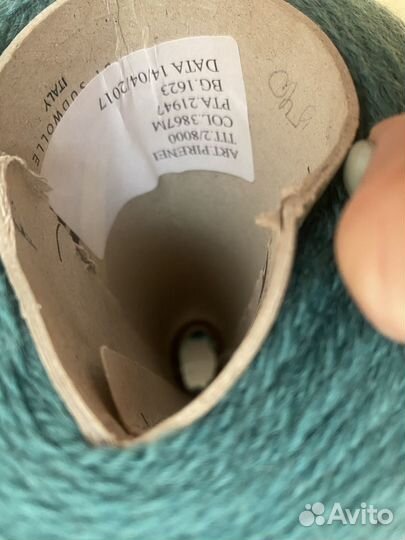 ART.PIRENEI
TIT.2/8000
COL.3867M
PTA.21947
BG.1623
DATA 14/04/2017
SUDWOLLE
ITALY
Avito